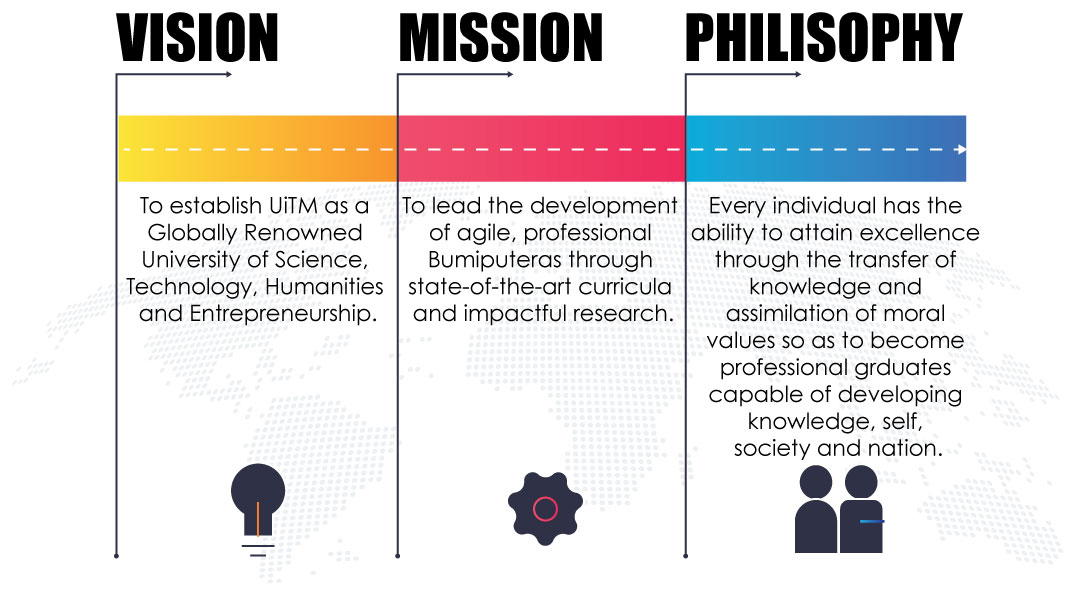 VISION
To establish UiTM as a
Globally Renowned
University of Science,
Technology, Humanities
and Entrepreneurship.
MISSION
To lead the development
of agile, professional
Bumiputeras through
state-of-the-art curricula
and impactful research.
PHILISOPHY
Every individual has the
ability to attain excellence
through the transfer of
knowledge and
assimilation of moral
values so as to become
professional grduates
capable of developing
knowledge, self,
society and nation.